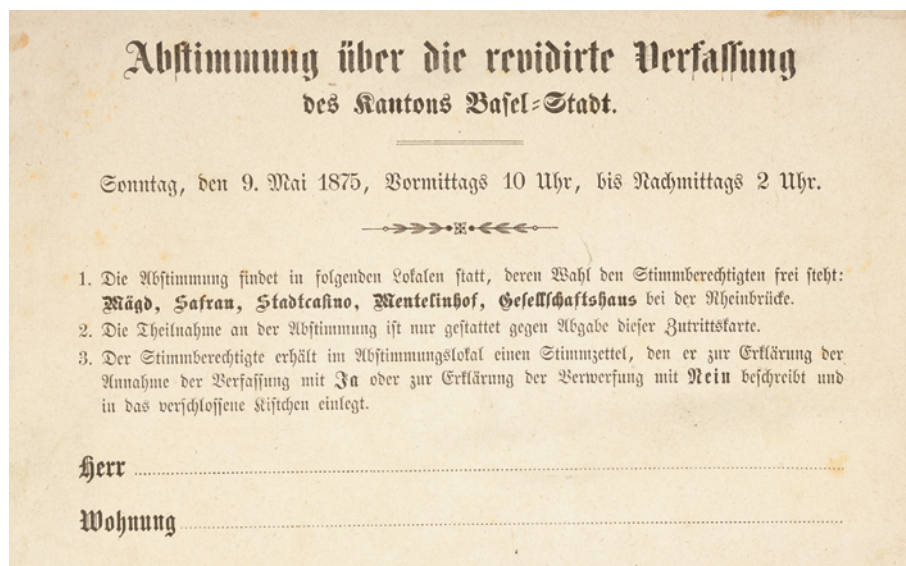 Abstimmung über die revidirte Verfassung
des Kantons Basel-Stadt.
Sonntag, den 9. Mai 1875, Vormittags 10 Uhr, bis Nachmittags 2 Uhr.
1. Die Abstimmung findet in folgenden Lokalen statt, deren Wahl den Stimmberechtigten frei steht:
Mägd, Safran, Stadtcasino, Mentelinhof, Gesellschaftshaus bei der Rheinbrücke.
2. Die Theilnahme an der Abstimmung ist nur gestattet gegen Abgabe dieser Zutrittskarte.
3. Der Stimmberechtigte erhält im Abstimmungslokal einen Stimmzettel, den er zur Erklärung der
Annahme der Verfassung mit Ja oder zur Erklärung der Verwerfung mit Nein beschreibt und
in das verschlossene Kistchen einlegt.
Herr
Wohnung